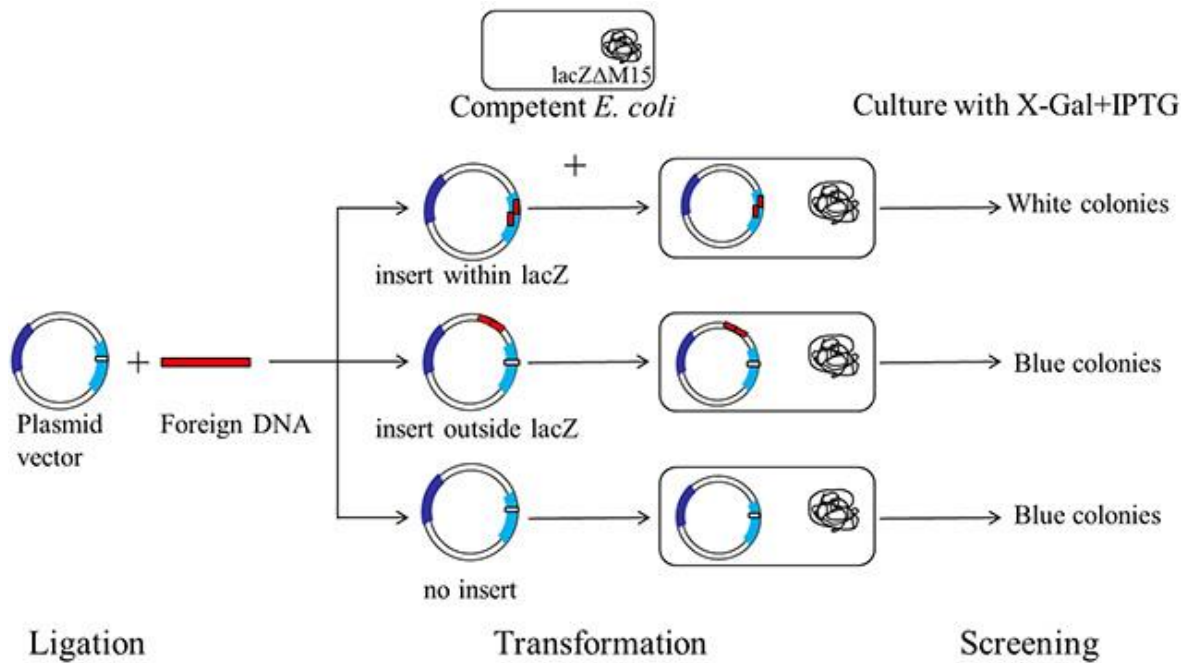 lacZΔM15
Competent E. coli
Culture with X-Gal+IPTG
+
White colonies
insert within lacZ
+
Plasmid
vector
Foreign DNA
insert outside lacZ
Blue colonies
no insert
Blue colonies
Ligation
Transformation
Screening